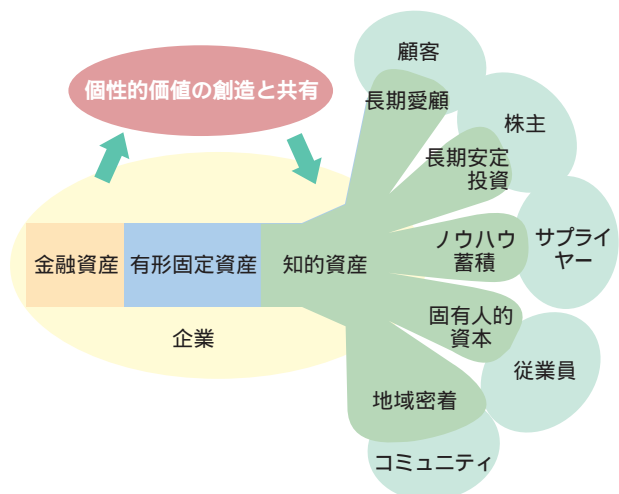 個性的価値の創造と共有
顧客
長期愛顧
株主
長期安定
投資
サプライ
ヤー
ノウハウ
蓄積
金融資産
有形固定資産
知的資産
固有人的
資本
従業員
企業
地域密着
コミュニティ